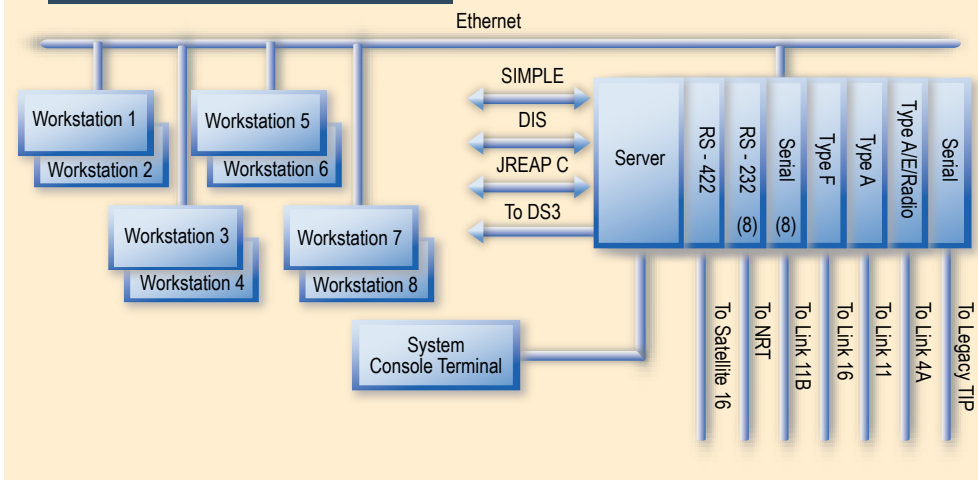 Ethernet
Workstation 1
Workstation 2
Workstation 5
Workstation 6
Workstation 3
Workstation 4
Workstation 7
Workstation 8
SIMPLE
DIS
JREAP C
To DS3
Server
RS - 422
RS - 232 (8)
Serial (8)
Type F
Type A
Type A/E/Radio
Serial
System
Console Terminal
To Satellite 16
To NRT
To Link 11B
To Link 16
To Link 11
To Link 4A
To Legacy TIP